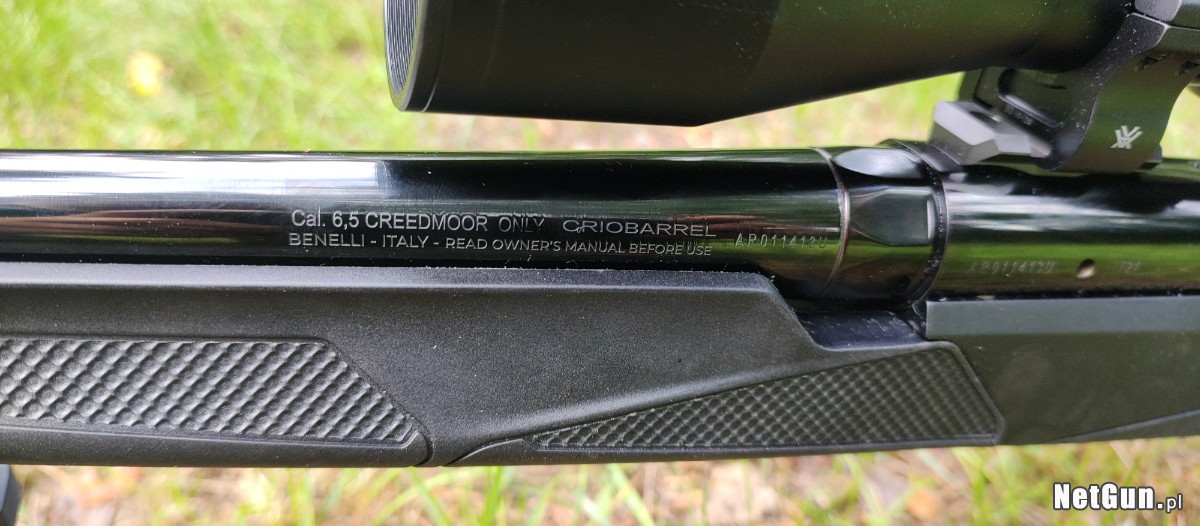 Cal. 6,5 CREEDMOOR ONLY CRIOBARREL
BENELLI - ITALY - READ OWNER'S MANUAL BEFORE USE
NetGun.pl